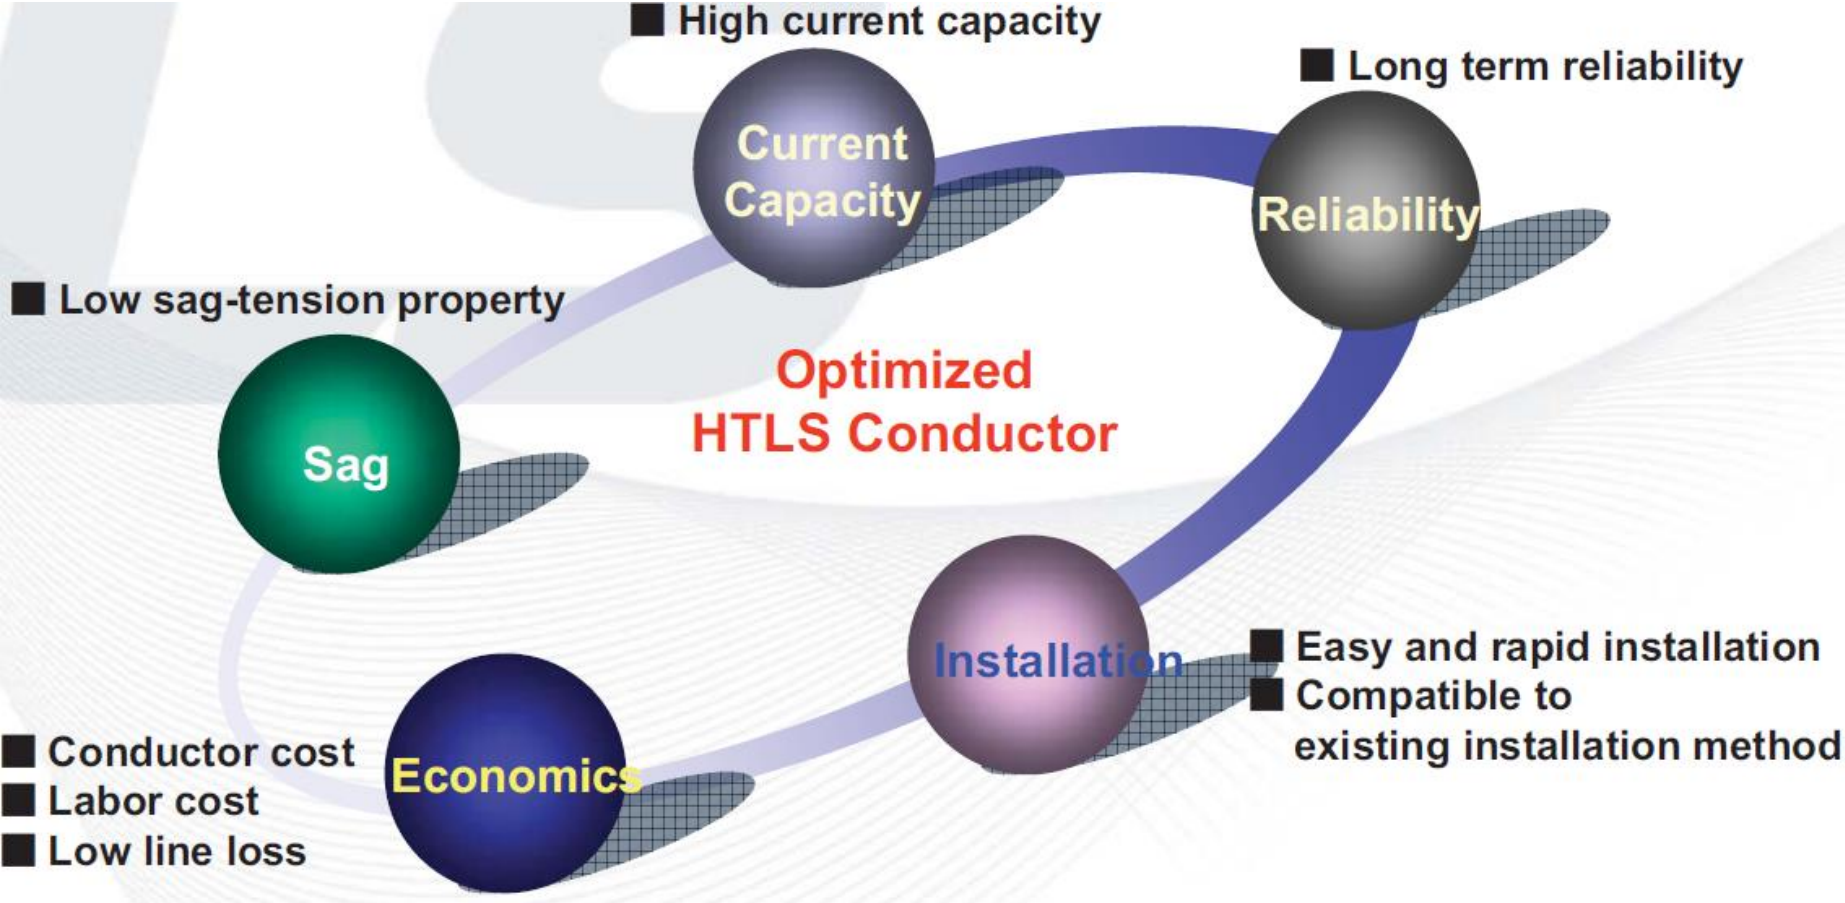 ■ High current capacity
■ Long term reliability
Current
Capacity
Reliability
■ Low sag-tension property
Optimized
HTLS Conductor
Sag
Installation
■ Easy and rapid installation
■ Compatible to
existing installation method
■ Conductor cost
■ Labor cost
■ Low line loss
Economics
LS